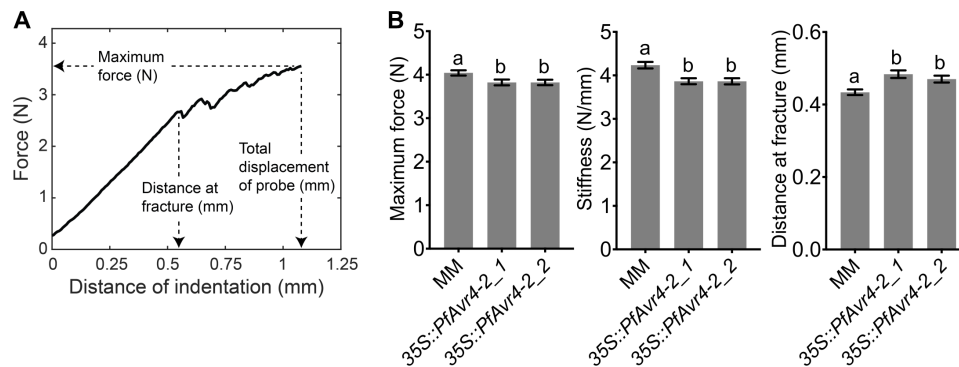 A
Force (N)
4
3
2
1
0
Maximum
force (N)
Distance at
fracture (mm)
Total
displacement
of probe (mm)
0 0.25 0.5 0.75 1 1.25
Distance of indentation (mm)
B
Maximum force (N)
5
4
3
2
1
0
a b b
MM
35S::PfAvr4-2_1
35S::PfAvr4-2_2
Stiffness (N/mm)
5
4
3
2
1
0
a b b
MM
35S::PfAvr4-2_1
35S::PfAvr4-2_2
Distance at fracture (mm)
0.6
0.4
0.2
0.0
a b b
MM
35S::PfAvr4-2_1
35S::PfAvr4-2_2